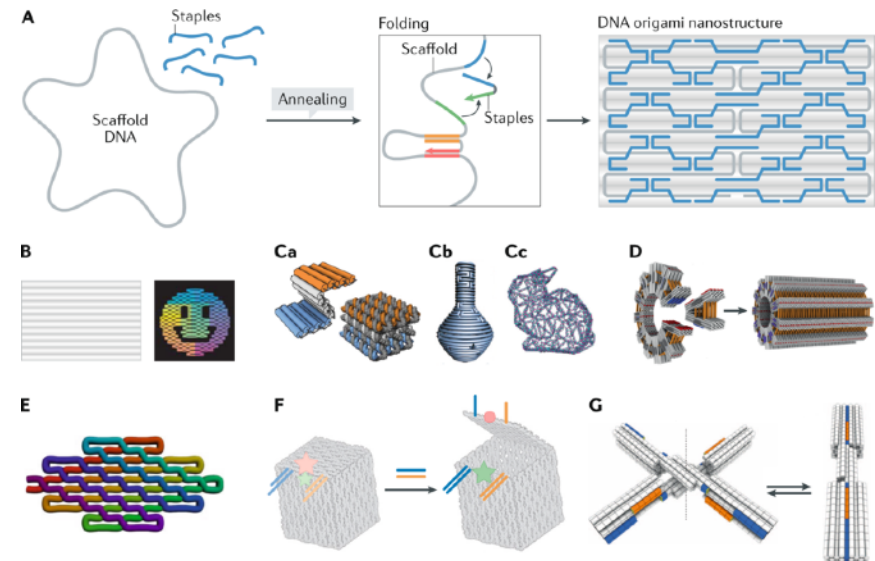 A
Staples
Scaffold
DNA
Annealing
Folding
Scaffold
Staples
DNA origami nanostructure
B
Ca
Cb
Cc
D
E
F
G